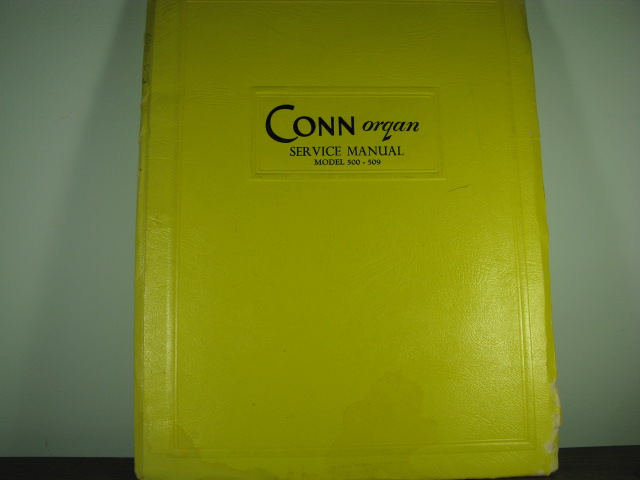 CONN organ
SERVICE MANUAL
MODEL 500 - 509